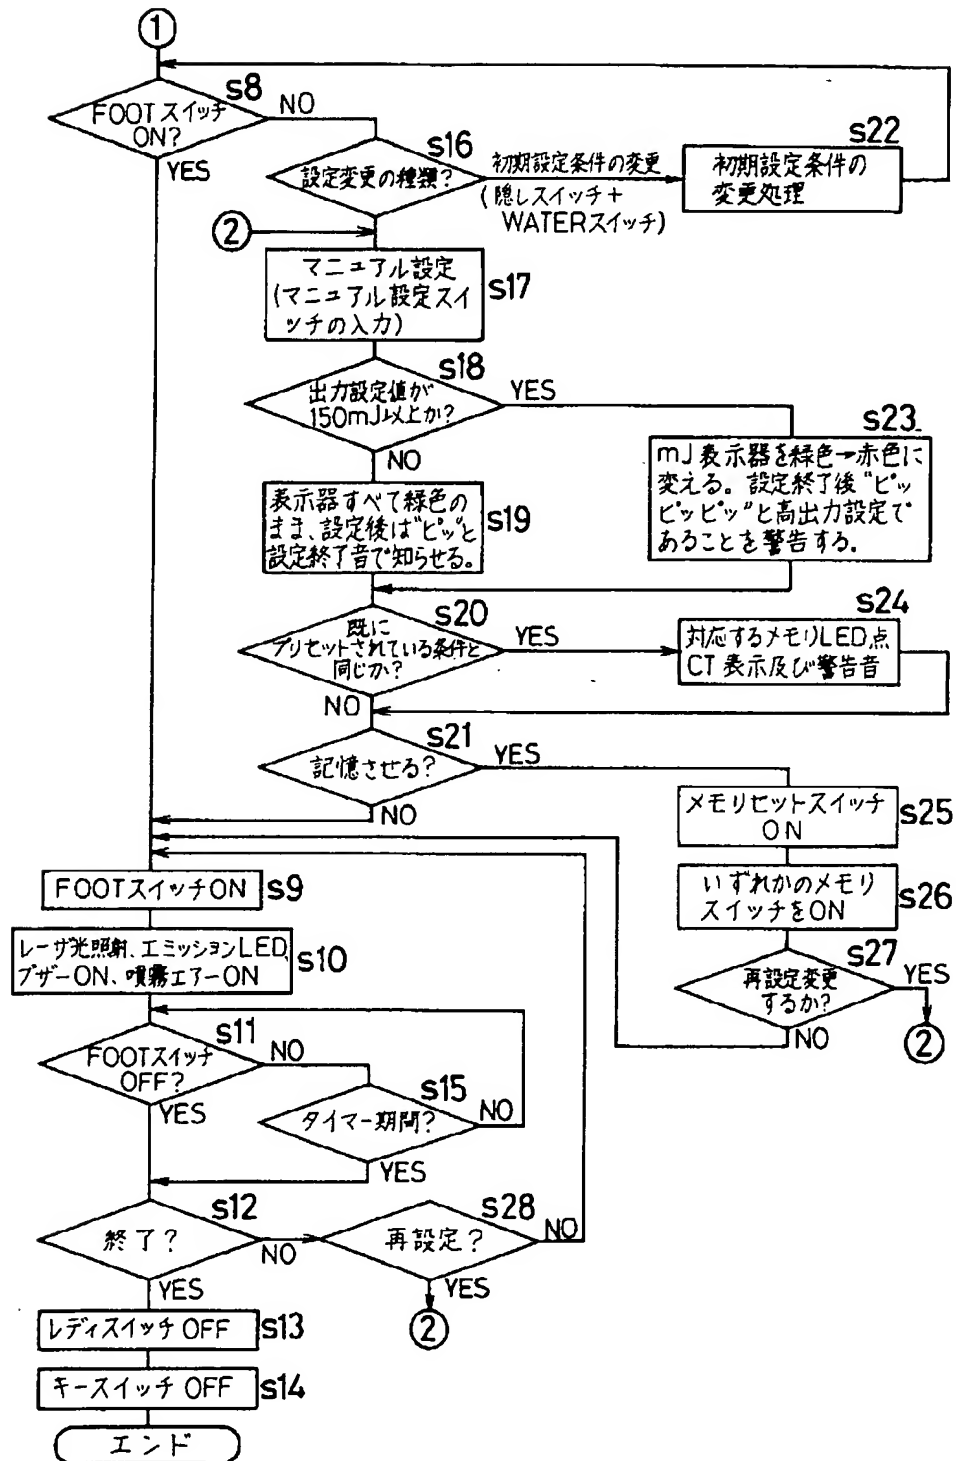 ①
s8
FOOTスイッチ
ON?
NO
YES
s16
設定変更の種類?
初期設定条件の変更
(隠しスイッチ+
WATERスイッチ)
s22
初期設定条件の
変更処理
②
マニュアル設定
(マニュアル設定スイ
ッチの入力)
s17
s18
出力設定値が
150mJ以上か?
YES
NO
s23
mJ表示器を緑色→赤色に
変える。設定終了後“ピッ
ピッピッ”と高出力設定で
あることを警告する。
表示器すべて緑色の
まま、設定後は“ピッ”と
設定終了音で知らせる。
s19
s20
既に
プリセットされている条件と
同じか?
YES
NO
s24
対応するメモリLED点
CT表示及び警告音
s21
記憶させる?
YES
NO
メモリセットスイッチ
ON
s25
いずれかのメモリ
スイッチをON
s26
s27
再設定変更
するか?
YES
NO
②
FOOTスイッチON
s9
レーザ光照射、エミッションLED、
ブザーON、噴霧エアーON
s10
s11
FOOTスイッチ
OFF?
NO
YES
s15
タイマー期間?
NO
YES
s12
終了?
NO
YES
s28
再設定?
NO
YES
②
レディスイッチOFF
s13
キースイッチOFF
s14
エンド